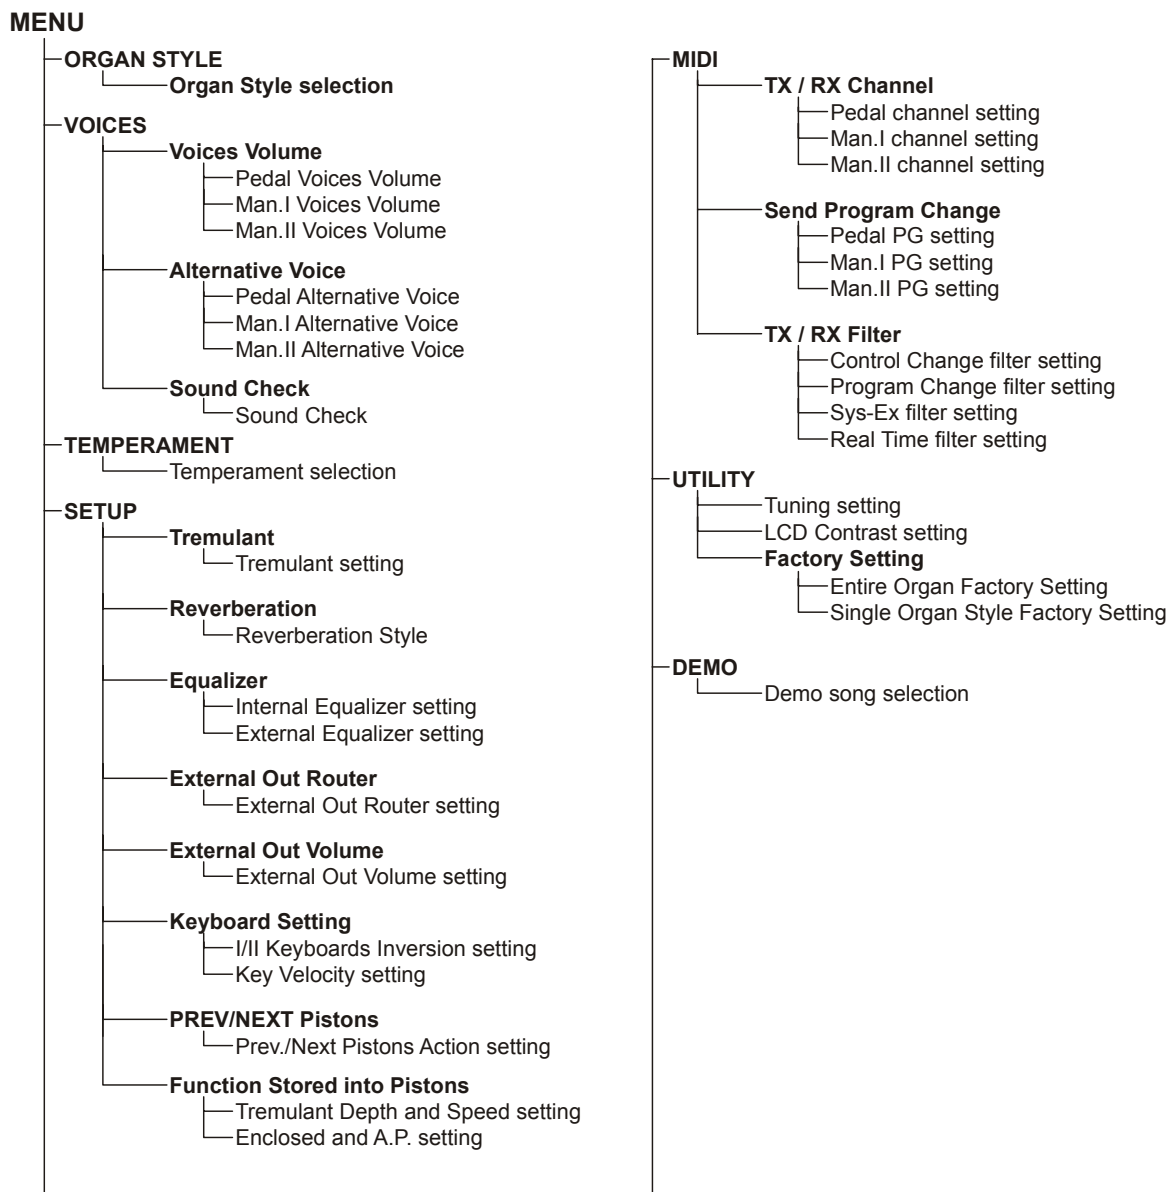 MENU
ORGAN STYLE
Organ Style selection
VOICES
Voices Volume
Pedal Voices Volume
Man.I Voices Volume
Man.II Voices Volume
Alternative Voice
Pedal Alternative Voice
Man.I Alternative Voice
Man.II Alternative Voice
Sound Check
Sound Check
TEMPERAMENT
Temperament selection
SETUP
Tremulant
Tremulant setting
Reverberation
Reverberation Style
Equalizer
Internal Equalizer setting
External Equalizer setting
External Out Router
External Out Router setting
External Out Volume
External Out Volume setting
Keyboard Setting
I/II Keyboards Inversion setting
Key Velocity setting
PREV/NEXT Pistons
Prev./Next Pistons Action setting
Function Stored into Pistons
Tremulant Depth and Speed setting
Enclosed and A.P. setting
MIDI
TX / RX Channel
Pedal channel setting
Man.I channel setting
Man.II channel setting
Send Program Change
Pedal PG setting
Man.I PG setting
Man.II PG setting
TX / RX Filter
Control Change filter setting
Program Change filter setting
Sys-Ex filter setting
Real Time filter setting
UTILITY
Tuning setting
LCD Contrast setting
Factory Setting
Entire Organ Factory Setting
Single Organ Style Factory Setting
DEMO
Demo song selection